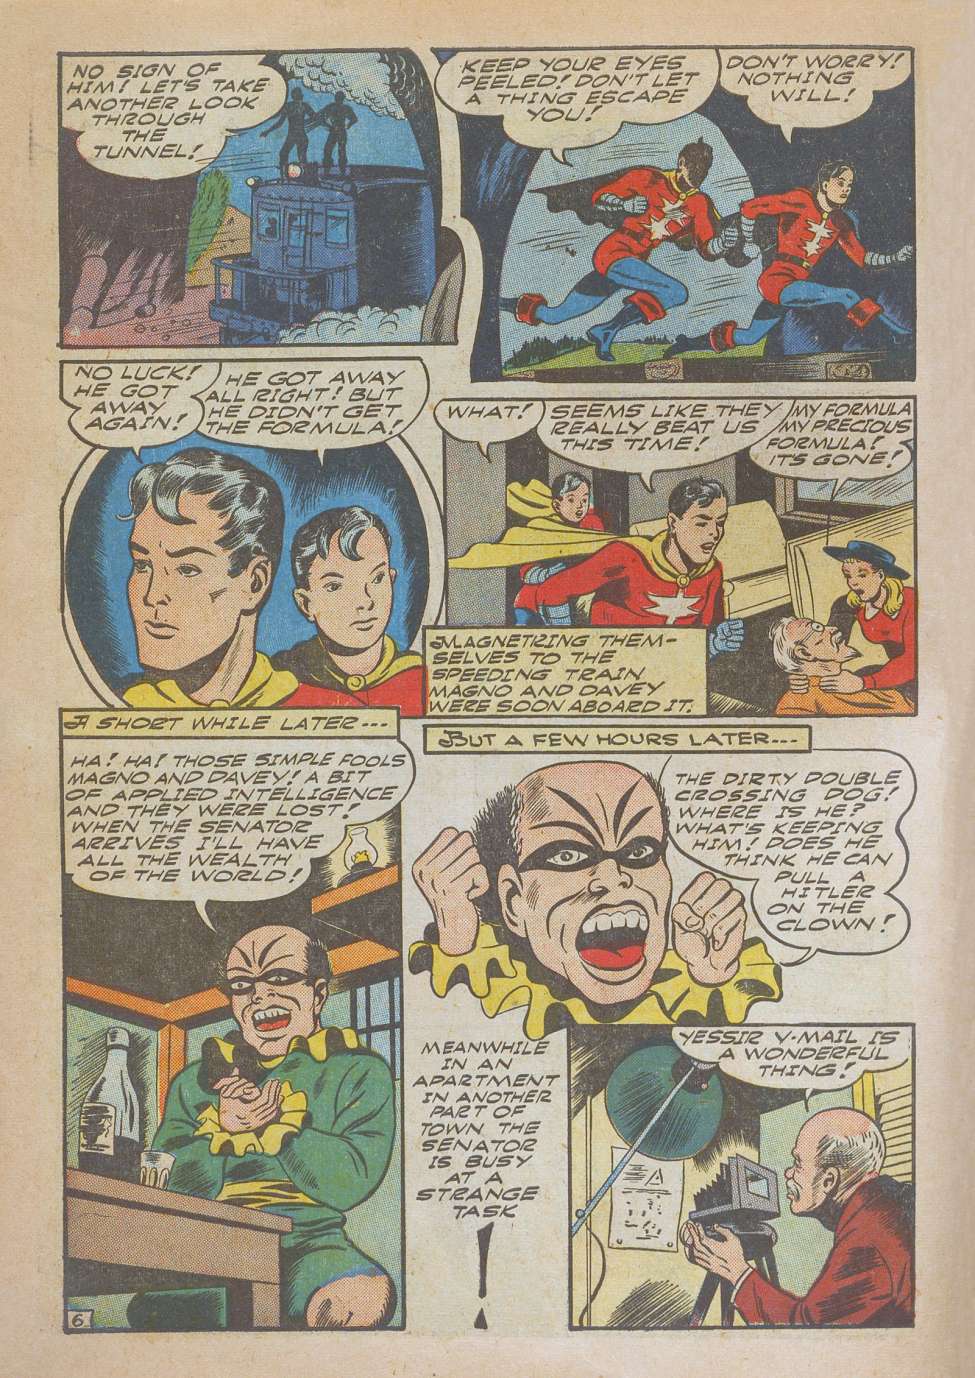 NO SIGN OF
HIM! LET'S TAKE
ANOTHER LOOK
THROUGH
THE
TUNNEL!
KEEP YOUR EYES
PEELED! DON'T LET
A THING ESCAPE
YOU!
DON'T WORRY!
NOTHING
WILL!
NO LUCK!
HE GOT
AWAY
AGAIN!
HE GOT AWAY
ALL RIGHT! BUT
HE DIDN'T GET
THE FORMULA!
WHAT!
SEEMS LIKE THEY
REALLY BEAT US
THIS TIME!
MY FORMULA
MY PRECIOUS
FORMULA!
IT'S GONE!
MAGNETIZING THEM-
SELVES TO THE
SPEEDING TRAIN
MAGNO AND DAVEY
WERE SOON ABOARD IT.
A SHORT WHILE LATER---
HA! HA! THOSE SIMPLE FOOLS
MAGNO AND DAVEY! A BIT
OF APPLIED INTELLIGENCE
AND THEY WERE LOST!
WHEN THE SENATOR
ARRIVES I'LL HAVE
ALL THE WEALTH
OF THE WORLD!
BUT A FEW HOURS LATER---
THE DIRTY DOUBLE
CROSSING DOG!
WHERE IS HE?
WHAT'S KEEPING
HIM! DOES HE
THINK HE CAN
PULL A
HITLER
ON THE
CLOWN!
MEANWHILE
IN AN
APARTMENT
IN ANOTHER
PART OF
TOWN THE
SENATOR
IS BUSY
AT A
STRANGE
TASK
!
YESSIR V-MAIL IS
A WONDERFUL
THING!
6